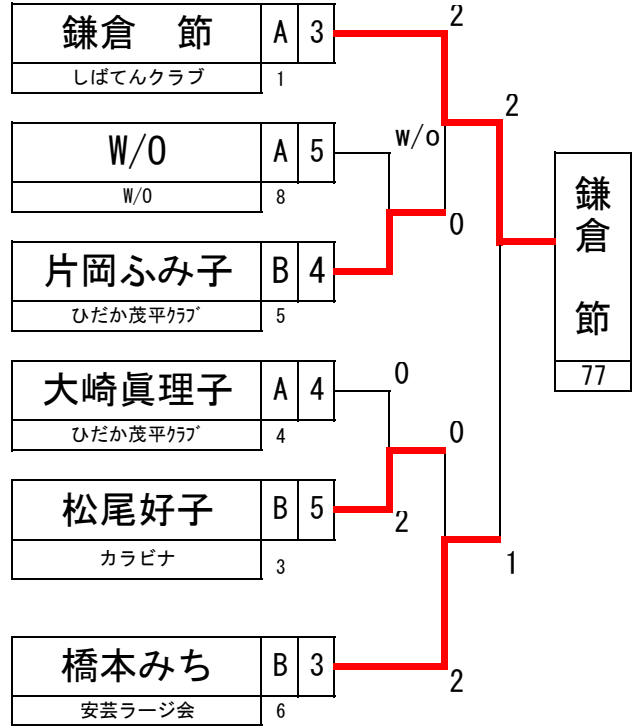 鎌倉　節 A 3
しばてんクラブ 1
2
2
W/O A 5
W/O 8
w/o
0
片岡ふみ子 B 4
ひだか茂平ｸﾗﾌﾞ 5
鎌倉　節
77
大崎眞理子 A 4
ひだか茂平ｸﾗﾌﾞ 4
0
0
松尾好子 B 5
カラビナ 3
2
1
橋本みち B 3
安芸ラージ会 6
2